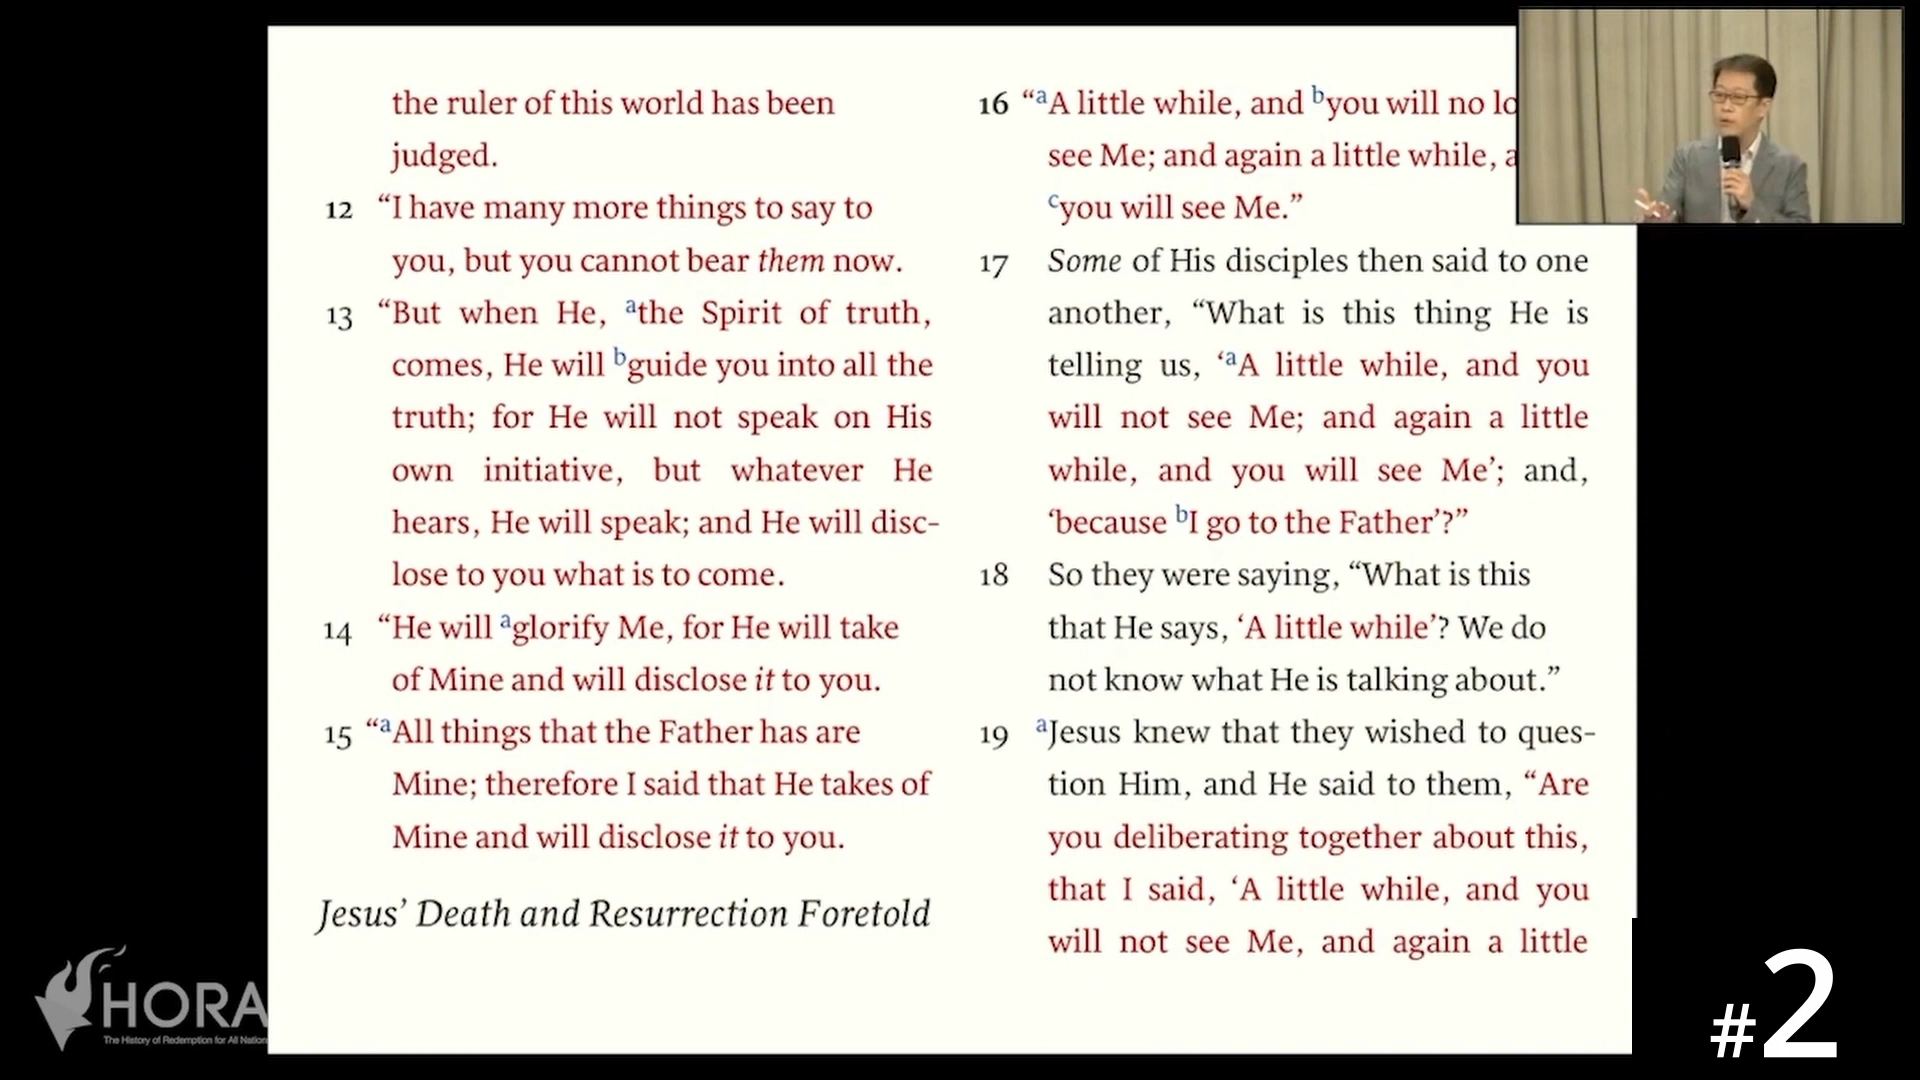 the ruler of this world has been
judged.
12 “I have many more things to say to
you, but you cannot bear them now.
13 “But when He, ᵃthe Spirit of truth,
comes, He will ᵇguide you into all the
truth; for He will not speak on His
own initiative, but whatever He
hears, He will speak; and He will disc-
lose to you what is to come.
14 “He will ᵃglorify Me, for He will take
of Mine and will disclose it to you.
15 “ᵃAll things that the Father has are
Mine; therefore I said that He takes of
Mine and will disclose it to you.
Jesus’ Death and Resurrection Foretold
16 “ᵃA little while, and ᵇyou will no lo
see Me; and again a little while, a
ᶜyou will see Me.”
17 Some of His disciples then said to one
another, “What is this thing He is
telling us, ‘ᵃA little while, and you
will not see Me; and again a little
while, and you will see Me’; and,
‘because ᵇI go to the Father’?”
18 So they were saying, “What is this
that He says, ‘A little while’? We do
not know what He is talking about.”
19 ᵃJesus knew that they wished to ques-
tion Him, and He said to them, “Are
you deliberating together about this,
that I said, ‘A little while, and you
will not see Me, and again a little
HORA
The History of Redemption for All Nation
#2